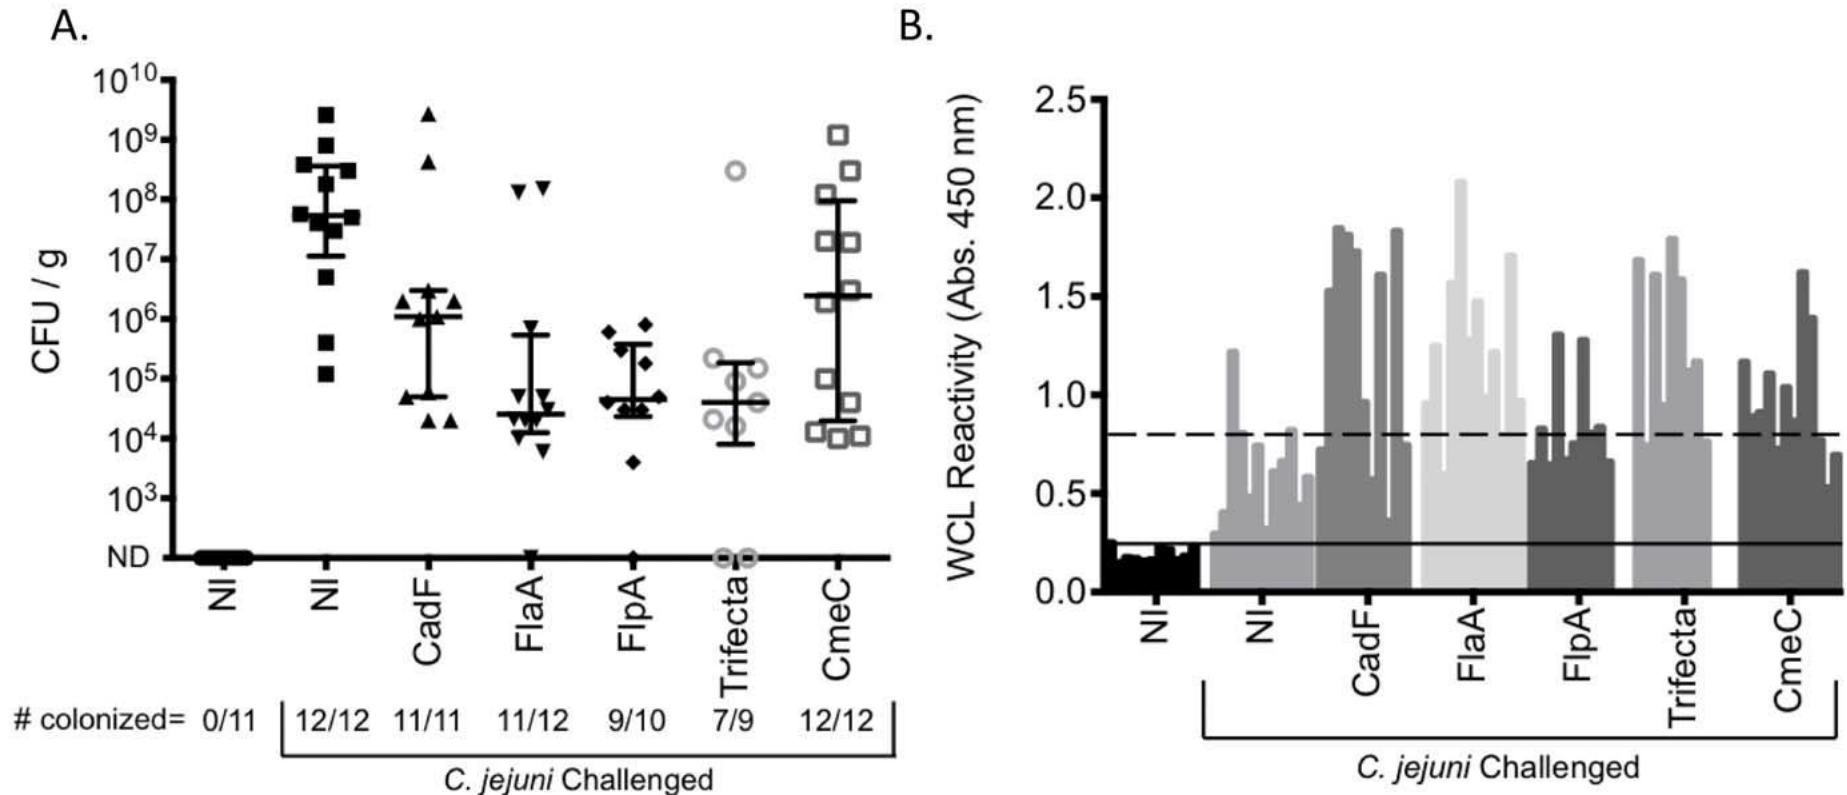 A.
CFU / g
10^10
10^9
10^8
10^7
10^6
10^5
10^4
10^3
ND
NI
NI
CadF
FlaA
FlpA
Trifecta
CmeC
# colonized= 0/11 12/12 11/11 11/12 9/10 7/9 12/12
C. jejuni Challenged
B.
WCL Reactivity (Abs. 450 nm)
2.5
2.0
1.5
1.0
0.5
0.0
NI
NI
CadF
FlaA
FlpA
Trifecta
CmeC
C. jejuni Challenged